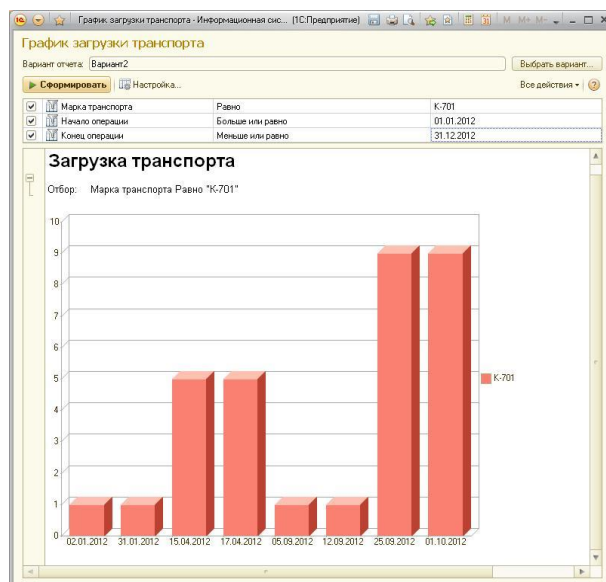 График загрузки транспорта - Информационная сис... (1С:Предприятие) M M+ M-
График загрузки транспорта
Вариант отчета: Вариант2 Выбрать вариант...
Сформировать Настройка... Все действия
Марка транспорта Равно К-701
Начало операции Больше или равно 01.01.2012
Конец операции Меньше или равно 31.12.2012
Загрузка транспорта
Отбор: Марка транспорта Равно "К-701"
10
9
8
7
6
5
К-701
4
3
2
1
0
02.01.2012 31.01.2012 15.04.2012 17.04.2012 05.09.2012 12.09.2012 25.09.2012 01.10.2012